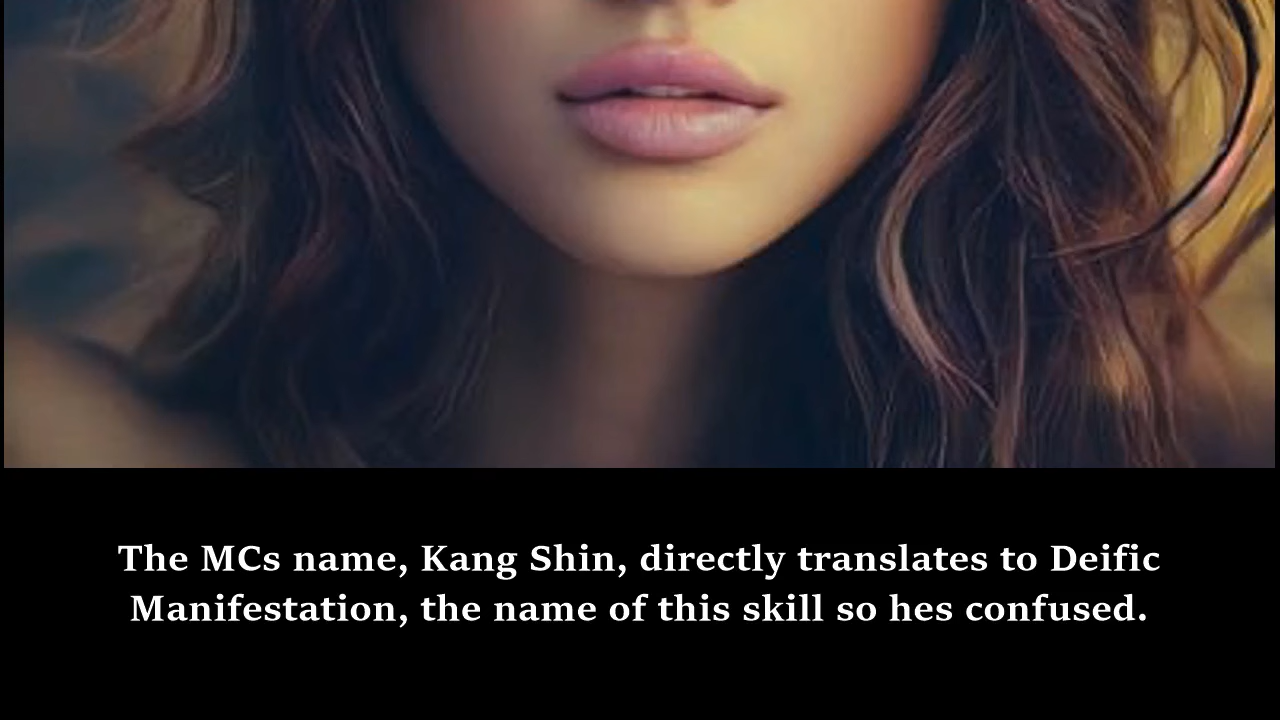 The MCs name, Kang Shin, directly translates to Deific
Manifestation, the name of this skill so hes confused.